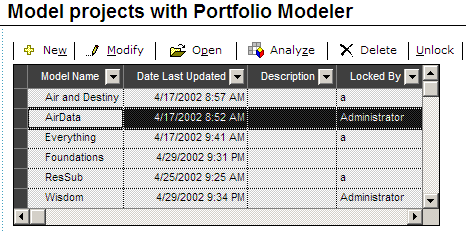 Model projects with Portfolio Modeler
New Modify Open Analyze Delete Unlock
Model Name Date Last Updated Description Locked By
Air and Destiny 4/17/2002 8:57 AM a
AirData 4/17/2002 8:52 AM Administrator
Everything 4/17/2002 9:41 AM a
Foundations 4/29/2002 9:31 PM
ResSub 4/25/2002 9:25 AM a
Wisdom 4/29/2002 9:34 PM Administrator